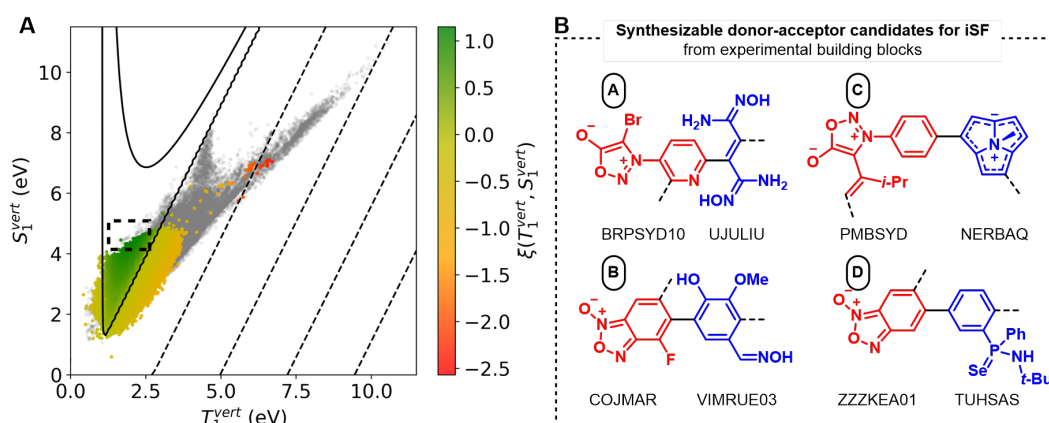 A
S₁ᵛᵉʳᵗ (eV)
10
8
6
4
2
0
0.0
2.5
5.0
7.5
10.0
T₁ᵛᵉʳᵗ (eV)
1.0
0.5
0.0
−0.5
−1.0
−1.5
−2.0
−2.5
ξ(T₁ᵛᵉʳᵗ, S₁ᵛᵉʳᵗ)
B
Synthesizable donor-acceptor candidates for iSF
from experimental building blocks
A
O⁻
Br
N⁺
O
N
N
H₂N
NOH
HON
NH₂
BRPSYD10
UJULIU
C
O
N
N⁺
O⁻
i-Pr
N
+
−
PMBSYD
NERBAQ
B
O⁻
N⁺
O
N
F
HO
OMe
NOH
COJMAR
VIMRUE03
D
O⁻
N⁺
O
N
Ph
P
NH
Se
t-Bu
ZZZKEA01
TUHSAS